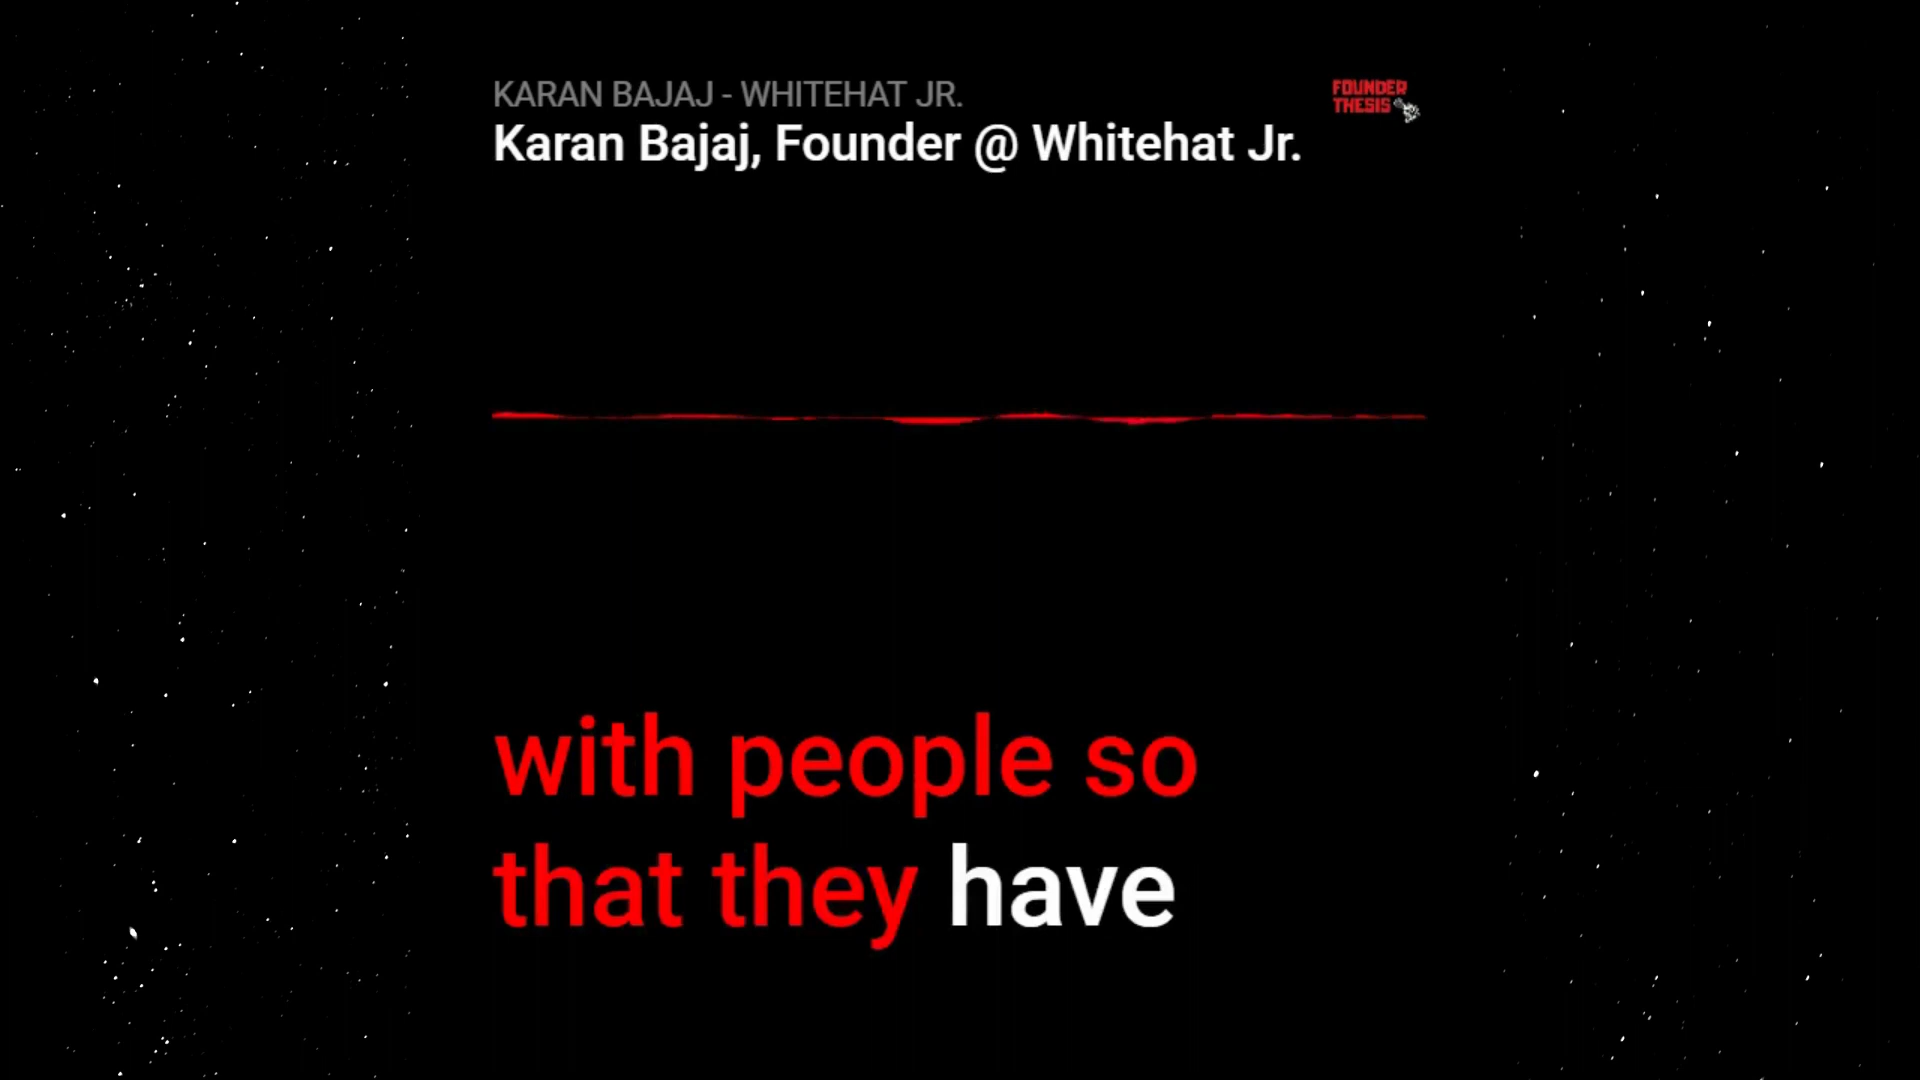 KARAN BAJAJ - WHITEHAT JR.
Karan Bajaj, Founder @ Whitehat Jr.
FOUNDER
THESIS
with people so
that they have